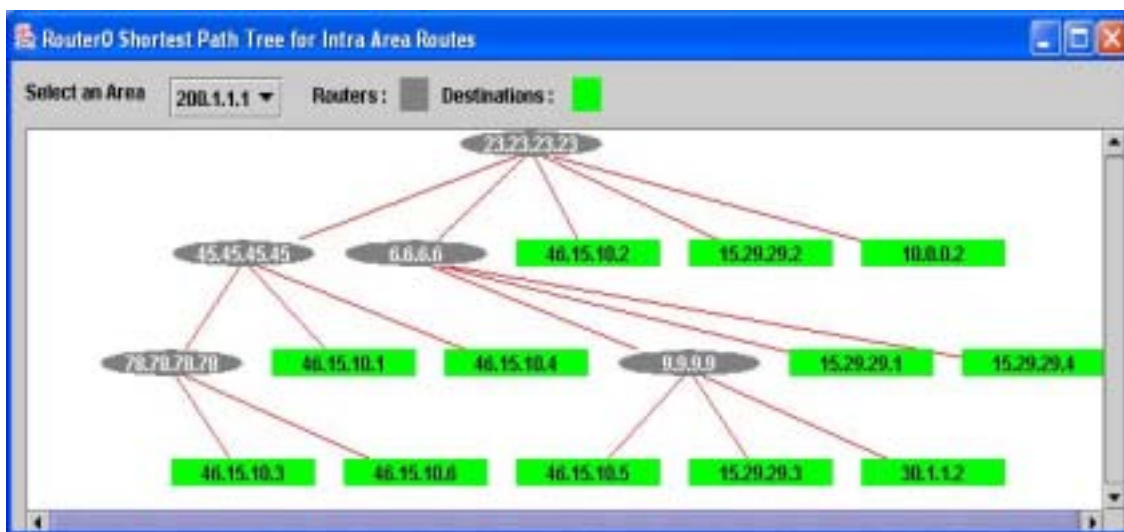 Router0 Shortest Path Tree for Intra Area Routes
Select an Area 200.1.1.1 Routers : Destinations :
23.23.23.23
45.45.45.45 6.6.6.6 46.15.10.2 15.29.29.2 10.0.0.2
78.78.78.78 46.15.10.1 46.15.10.4 9.9.9.9 15.29.29.1 15.29.29.4
46.15.10.3 46.15.10.6 46.15.10.5 15.29.29.3 30.1.1.2